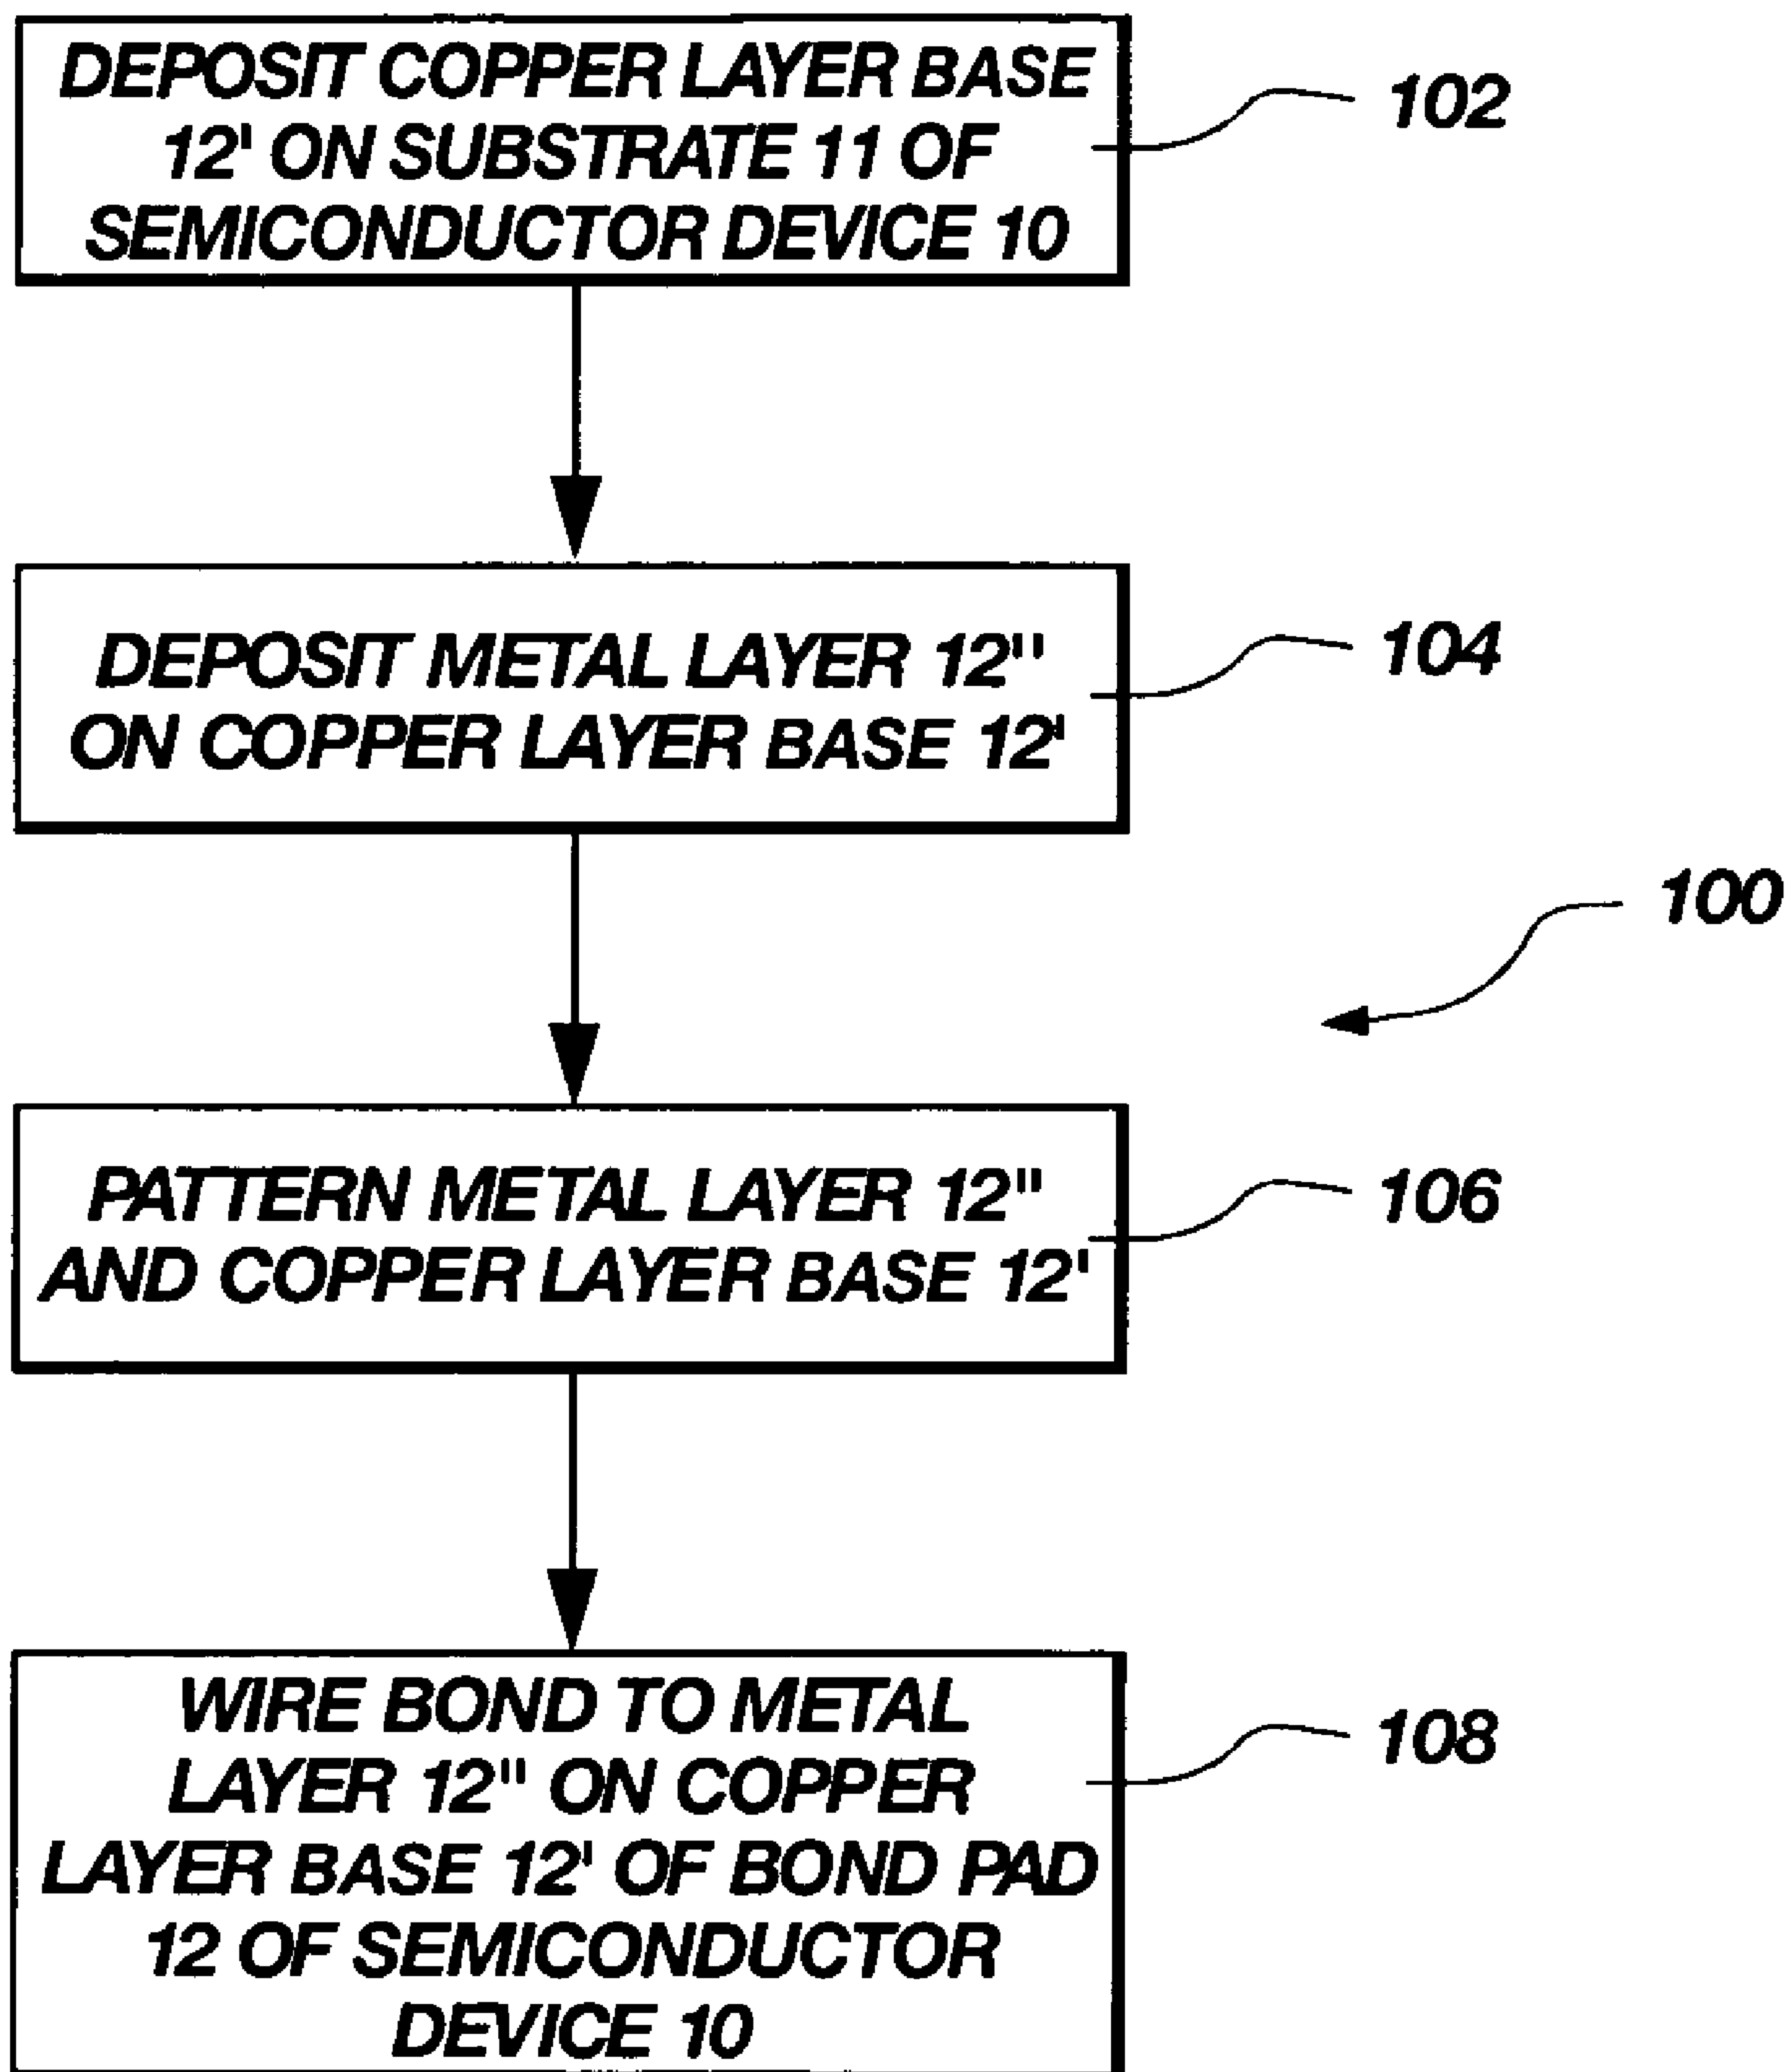 DEPOSIT COPPER LAYER BASE
12' ON SUBSTRATE 11 OF
SEMICONDUCTOR DEVICE 10
102
DEPOSIT METAL LAYER 12"
ON COPPER LAYER BASE 12'
104
100
PATTERN METAL LAYER 12"
AND COPPER LAYER BASE 12'
106
WIRE BOND TO METAL
LAYER 12" ON COPPER
LAYER BASE 12' OF BOND PAD
12 OF SEMICONDUCTOR
DEVICE 10
108